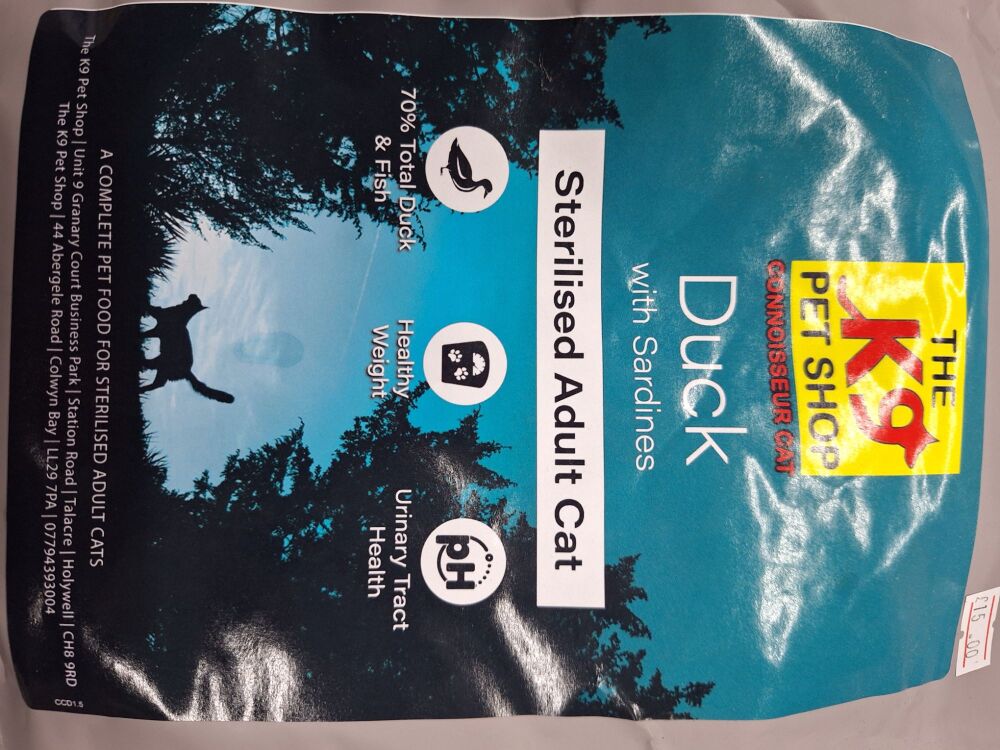 £15.00
THE
K9
PET SHOP
CONNOISSEUR CAT
Duck
with Sardines
Sterilised Adult Cat
70% Total Duck
& Fish
Healthy
Weight
pH
Urinary Tract
Health
A COMPLETE PET FOOD FOR STERILISED ADULT CATS
The K9 Pet Shop | Unit 9 Granary Court Business Park | Station Road | Talacre | Holywell | CH8 9RD
The K9 Pet Shop | 44 Abergele Road | Colwyn Bay | LL29 7PA | 07794393004
CCD1.5